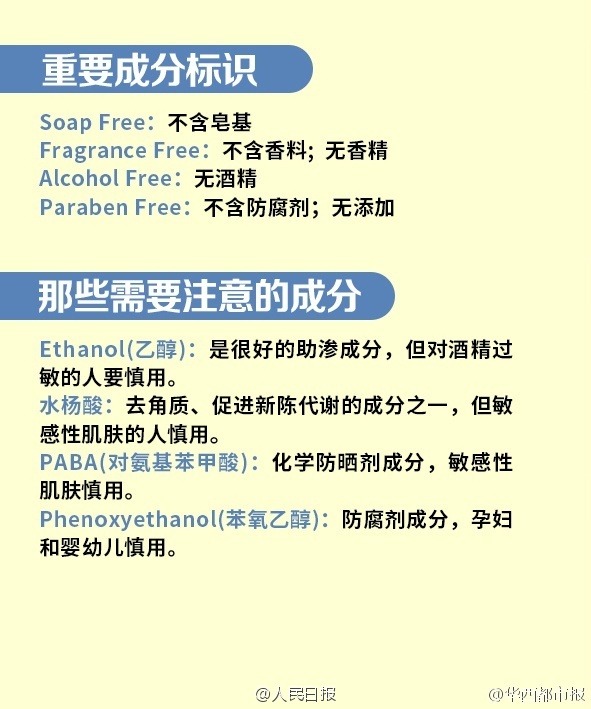 重要成分标识
Soap Free：不含皂基
Fragrance Free：不含香料；无香精
Alcohol Free：无酒精
Paraben Free：不含防腐剂；无添加
那些需要注意的成分
Ethanol(乙醇)：是很好的助渗成分，但对酒精过
敏的人要慎用。
水杨酸：去角质、促进新陈代谢的成分之一，但敏
感性肌肤的人慎用。
PABA(对氨基苯甲酸)：化学防晒剂成分，敏感性
肌肤慎用。
Phenoxyethanol(苯氧乙醇)：防腐剂成分，孕妇
和婴幼儿慎用。
@人民日报
@华西都市报